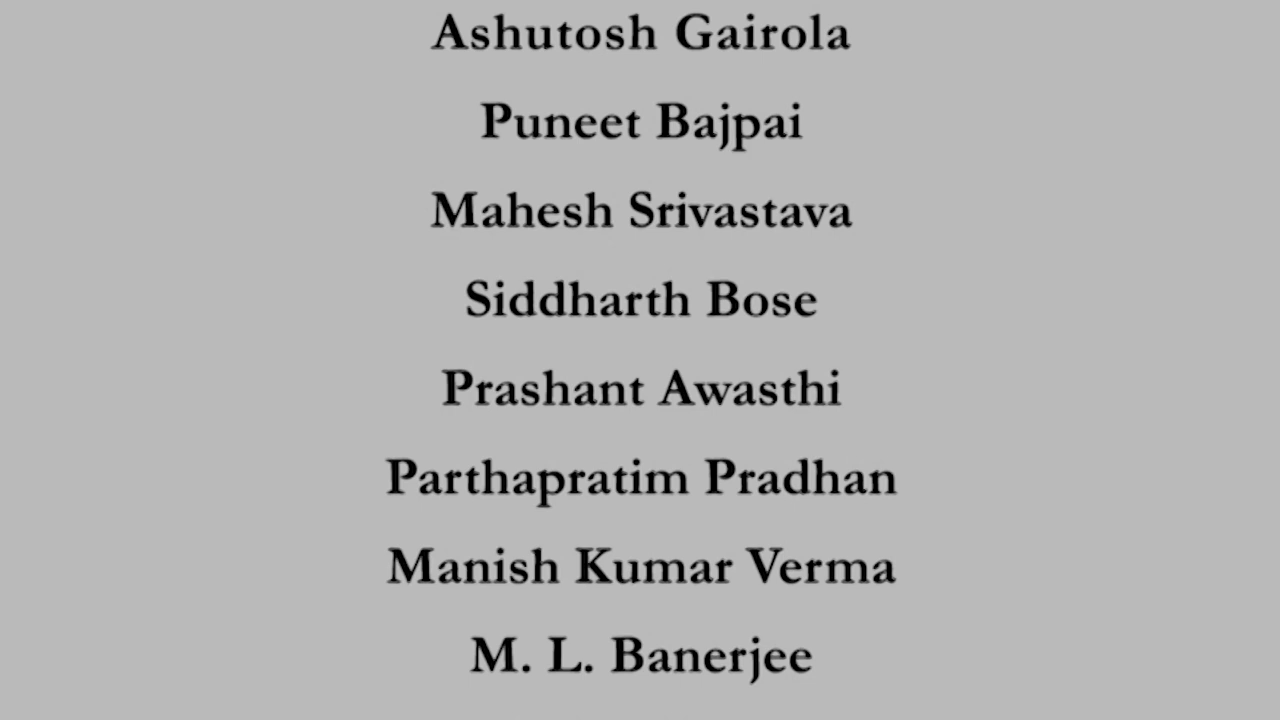 Ashutosh Gairola
Puneet Bajpai
Mahesh Srivastava
Siddharth Bose
Prashant Awasthi
Parthapratim Pradhan
Manish Kumar Verma
M. L. Banerjee